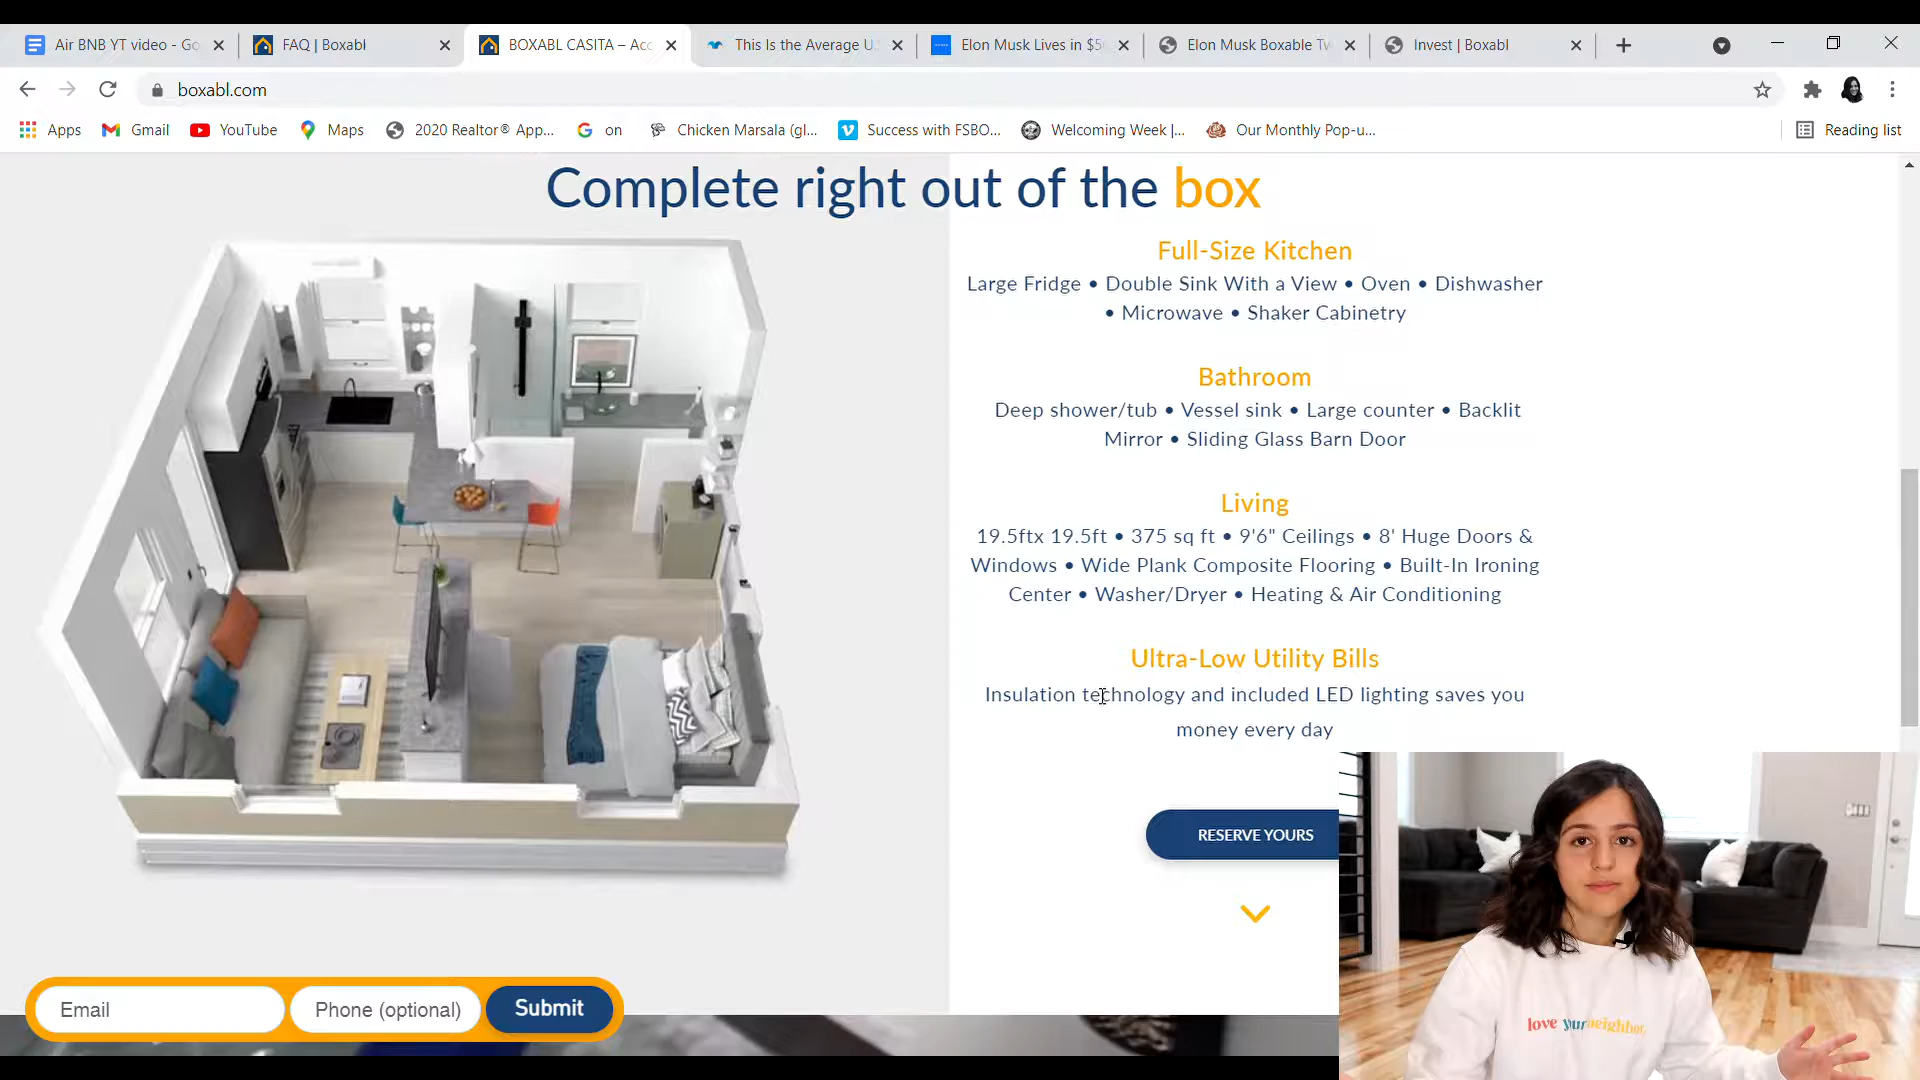 Air BNB YT video - Go
FAQ | Boxabl
BOXABL CASITA – Acc
This Is the Average U.
Elon Musk Lives in $5
Elon Musk Boxable Tw
Invest | Boxabl
boxabl.com
Apps
Gmail
YouTube
Maps
2020 Realtor® App...
on
Chicken Marsala (gl...
Success with FSBO...
Welcoming Week |...
Our Monthly Pop-u...
Reading list
Complete right out of the box
Full-Size Kitchen
Large Fridge • Double Sink With a View • Oven • Dishwasher
• Microwave • Shaker Cabinetry
Bathroom
Deep shower/tub • Vessel sink • Large counter • Backlit
Mirror • Sliding Glass Barn Door
Living
19.5ftx 19.5ft • 375 sq ft • 9'6" Ceilings • 8' Huge Doors &
Windows • Wide Plank Composite Flooring • Built-In Ironing
Center • Washer/Dryer • Heating & Air Conditioning
Ultra-Low Utility Bills
Insulation technology and included LED lighting saves you
money every day
RESERVE YOURS
Email
Phone (optional)
Submit
love your neighbor.